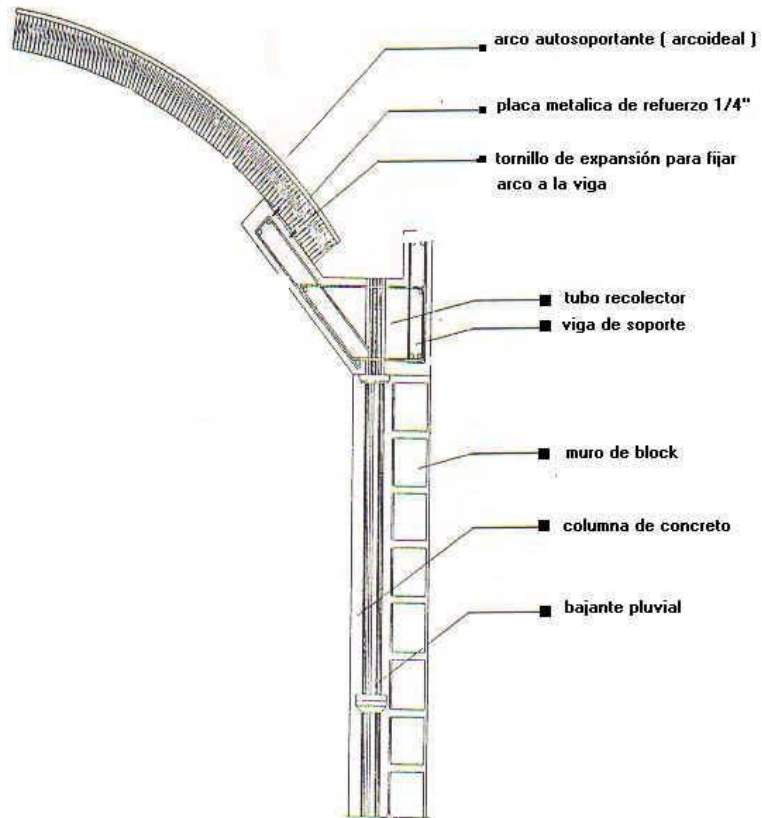 arco autosoportante ( arcoideal )
placa metalica de refuerzo 1/4"
tornillo de expansión para fijar
arco a la viga
tubo recolector
viga de soporte
muro de block
columna de concreto
bajante pluvial